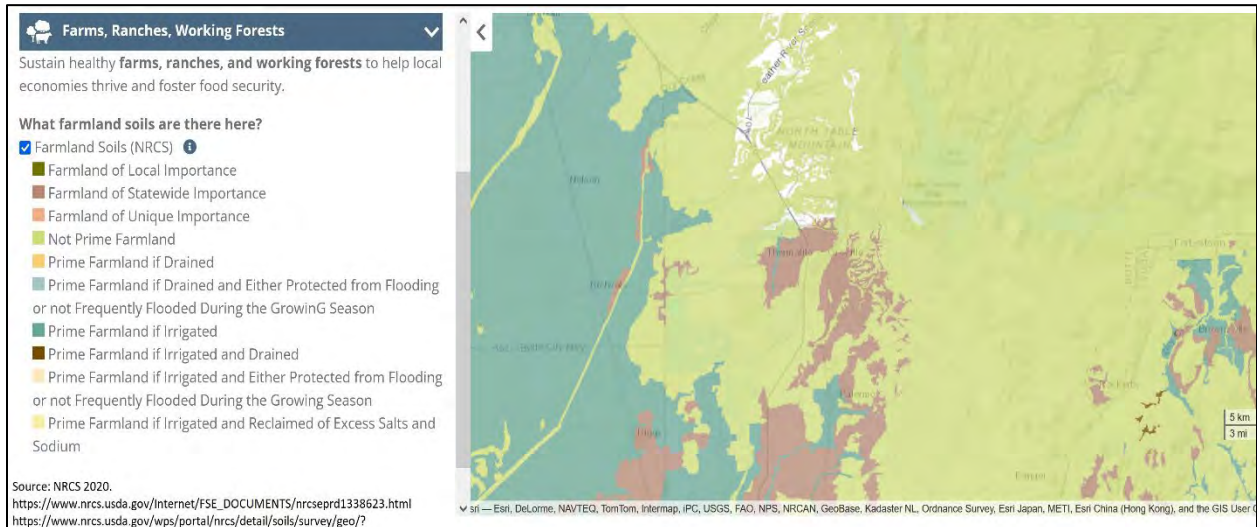 Farms, Ranches, Working Forests
Sustain healthy farms, ranches, and working forests to help local
economies thrive and foster food security.
What farmland soils are there here?
Farmland Soils (NRCS)
Farmland of Local Importance
Farmland of Statewide Importance
Farmland of Unique Importance
Not Prime Farmland
Prime Farmland if Drained
Prime Farmland if Drained and Either Protected from Flooding
or not Frequently Flooded During the GrowinG Season
Prime Farmland if Irrigated
Prime Farmland if Irrigated and Drained
Prime Farmland if Irrigated and Either Protected from Flooding
or not Frequently Flooded During the Growing Season
Prime Farmland if Irrigated and Reclaimed of Excess Salts and
Sodium
Source: NRCS 2020.
https://www.nrcs.usda.gov/Internet/FSE_DOCUMENTS/nrcseprd1338623.html
https://www.nrcs.usda.gov/wps/portal/nrcs/detail/soils/survey/geo/?
NORTH TABLE
MOUNTAIN
Nelson
Thermalito
Palermo
BUTTE
YUBA
5 km
3 mi
sri — Esri, DeLorme, NAVTEQ, TomTom, Intermap, iPC, USGS, FAO, NPS, NRCAN, GeoBase, Kadaster NL, Ordnance Survey, Esri Japan, METI, Esri China (Hong Kong), and the GIS User